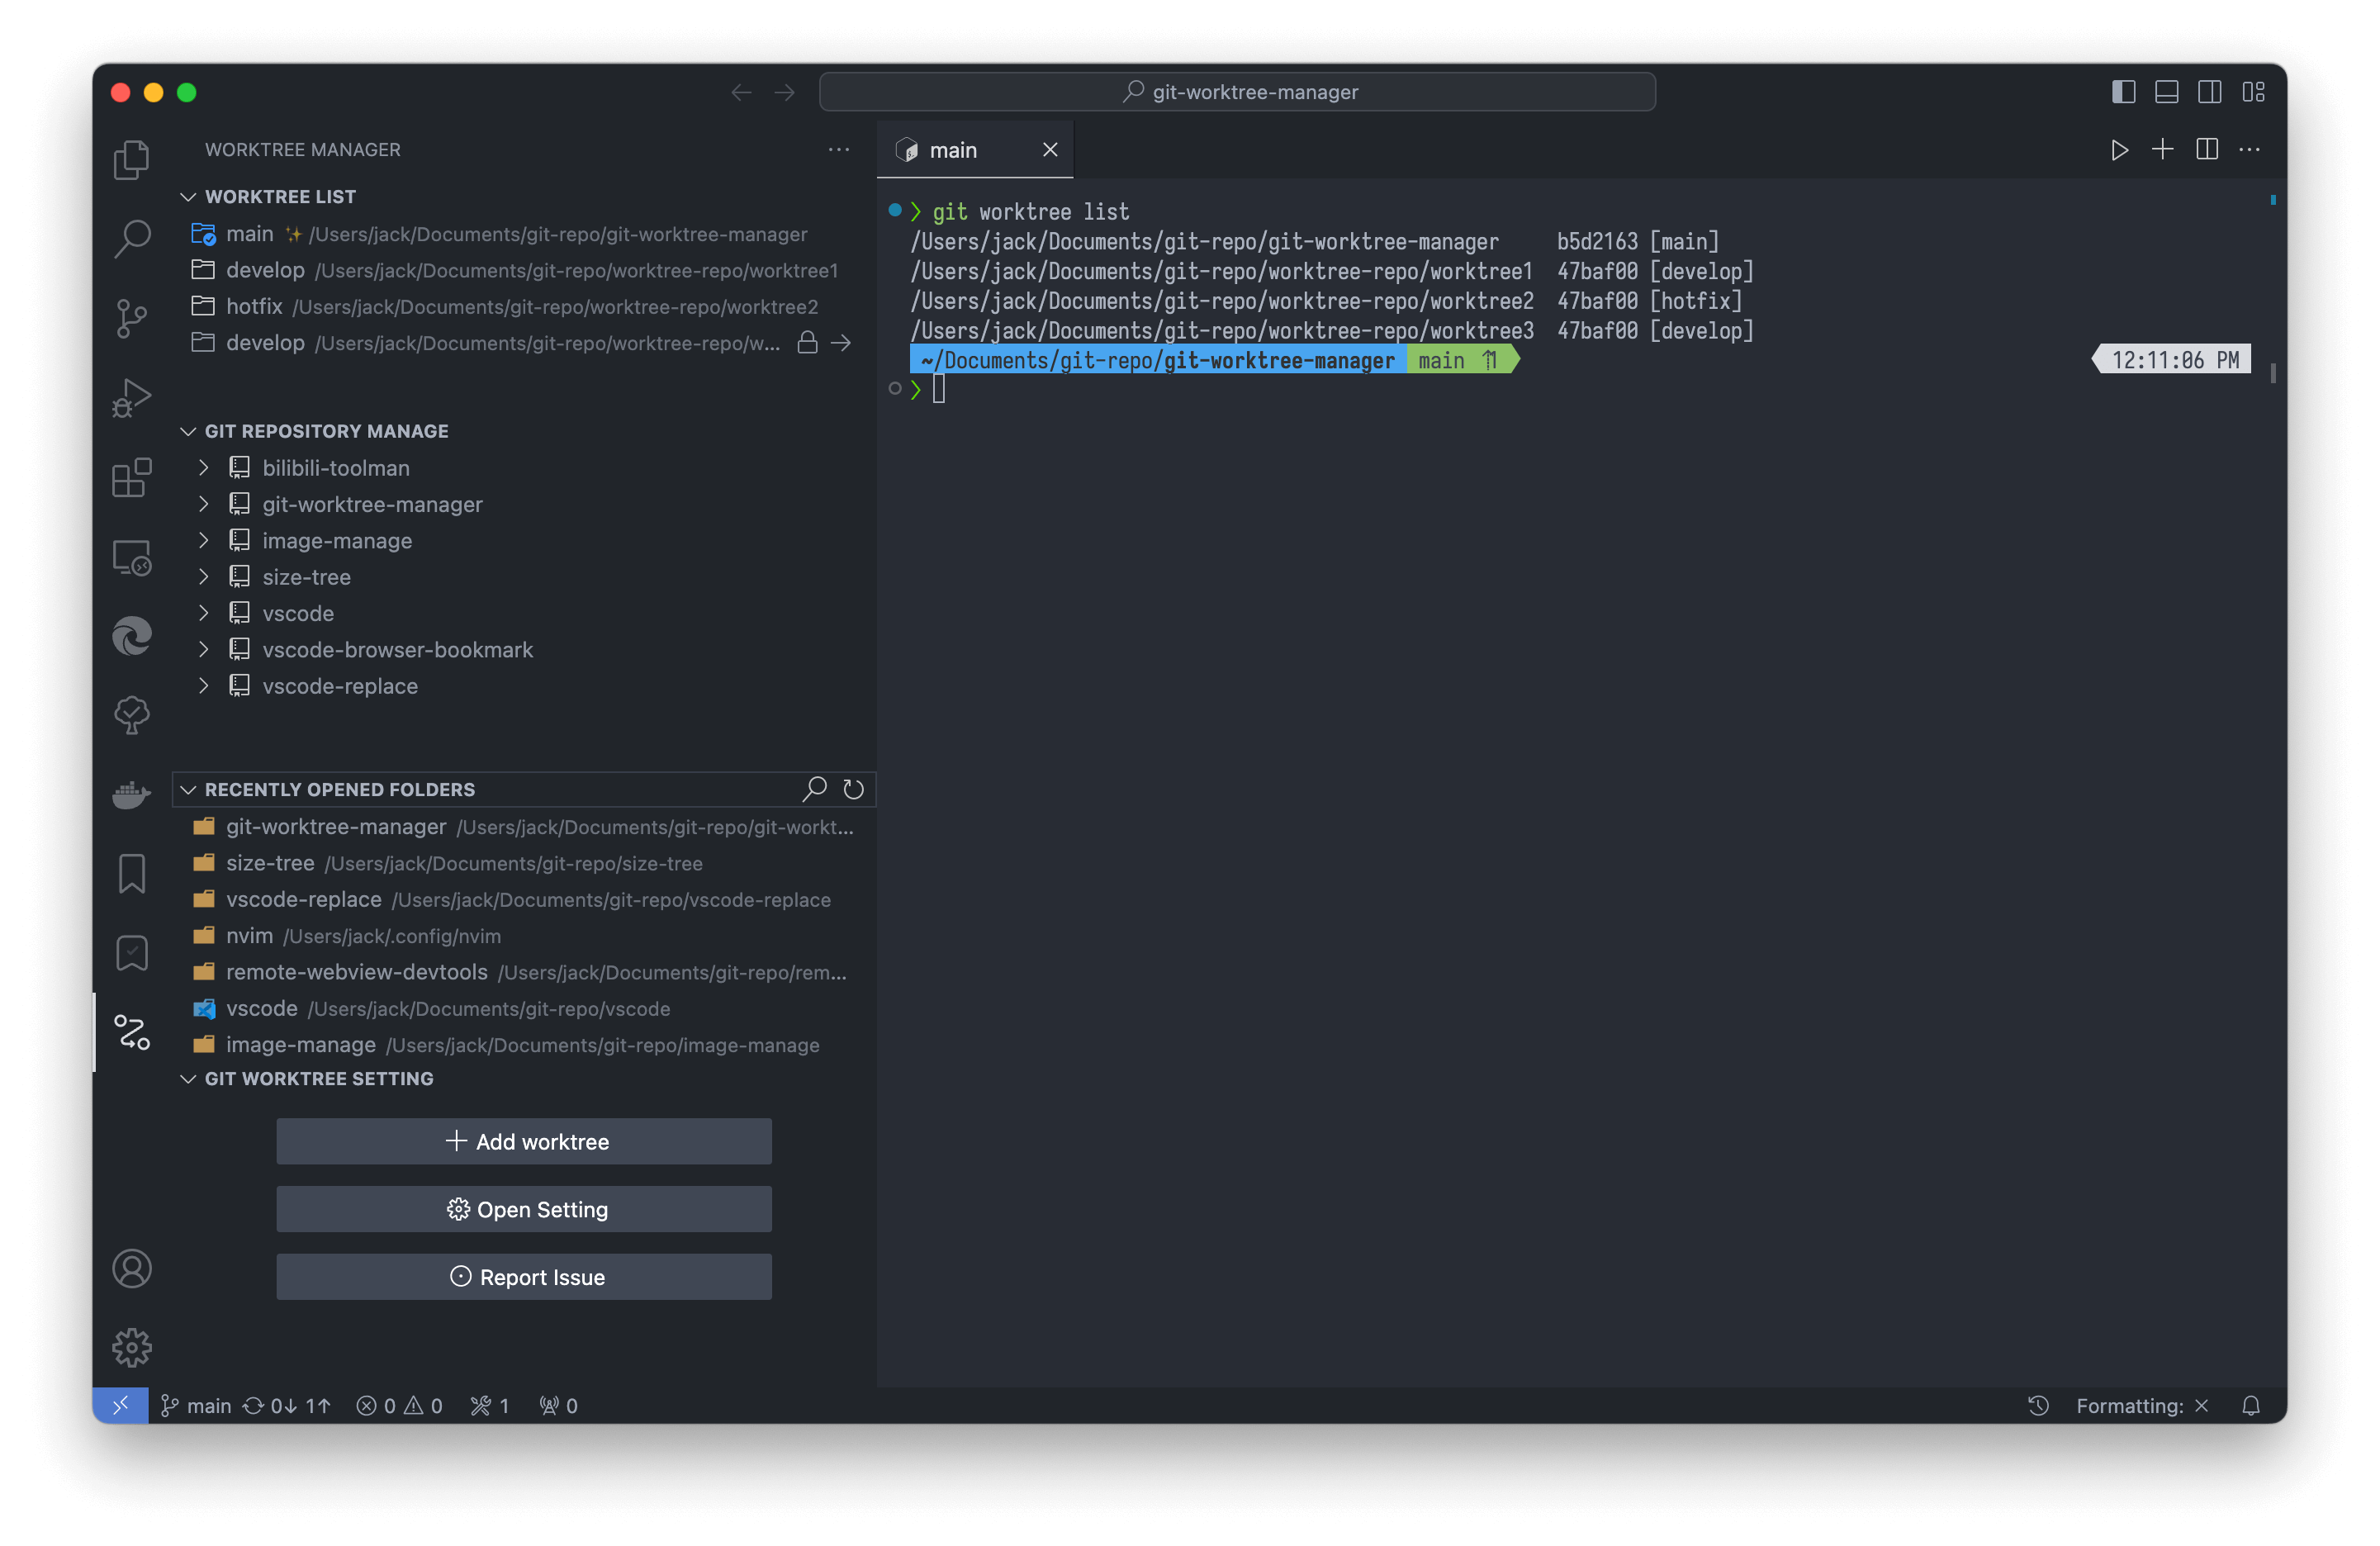 git-worktree-manager
WORKTREE MANAGER
WORKTREE LIST
main ✨ /Users/jack/Documents/git-repo/git-worktree-manager
develop /Users/jack/Documents/git-repo/worktree-repo/worktree1
hotfix /Users/jack/Documents/git-repo/worktree-repo/worktree2
develop /Users/jack/Documents/git-repo/worktree-repo/w...
GIT REPOSITORY MANAGE
bilibili-toolman
git-worktree-manager
image-manage
size-tree
vscode
vscode-browser-bookmark
vscode-replace
RECENTLY OPENED FOLDERS
git-worktree-manager /Users/jack/Documents/git-repo/git-workt...
size-tree /Users/jack/Documents/git-repo/size-tree
vscode-replace /Users/jack/Documents/git-repo/vscode-replace
nvim /Users/jack/.config/nvim
remote-webview-devtools /Users/jack/Documents/git-repo/rem...
vscode /Users/jack/Documents/git-repo/vscode
image-manage /Users/jack/Documents/git-repo/image-manage
GIT WORKTREE SETTING
Add worktree
Open Setting
Report Issue
main
❯ git worktree list
/Users/jack/Documents/git-repo/git-worktree-manager b5d2163 [main]
/Users/jack/Documents/git-repo/worktree-repo/worktree1 47baf00 [develop]
/Users/jack/Documents/git-repo/worktree-repo/worktree2 47baf00 [hotfix]
/Users/jack/Documents/git-repo/worktree-repo/worktree3 47baf00 [develop]
~/Documents/git-repo/git-worktree-manager main ⇡1 12:11:06 PM
❯
main 0↓ 1↑ 0 0 1 0 Formatting: ×